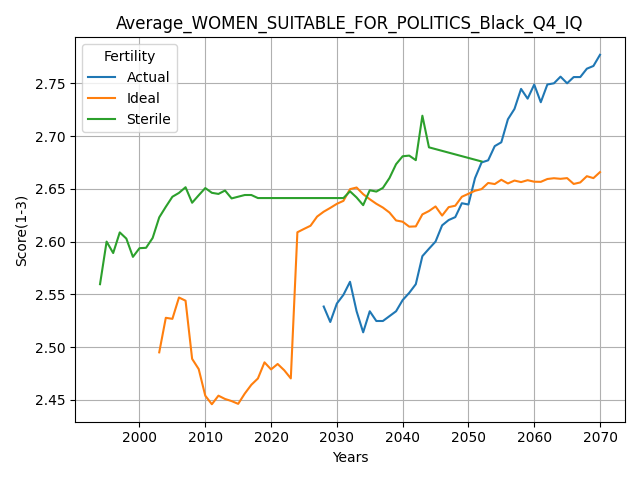 Average_WOMEN_SUITABLE_FOR_POLITICS_Black_Q4_IQ
Fertility
Actual
Ideal
Sterile
Score(1-3)
2.75
2.70
2.65
2.60
2.55
2.50
2.45
2000 2010 2020 2030 2040 2050 2060 2070
Years